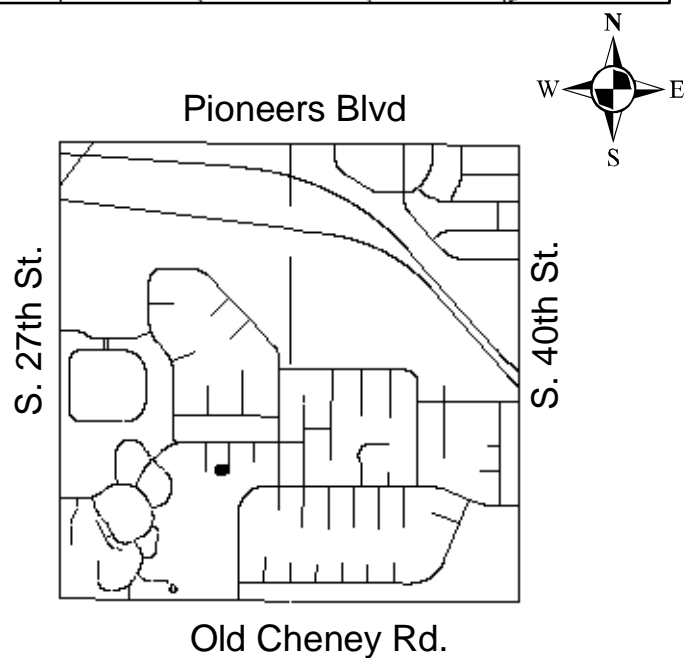 N
W E
S
Pioneers Blvd
S. 27th St.
S. 40th St.
Old Cheney Rd.